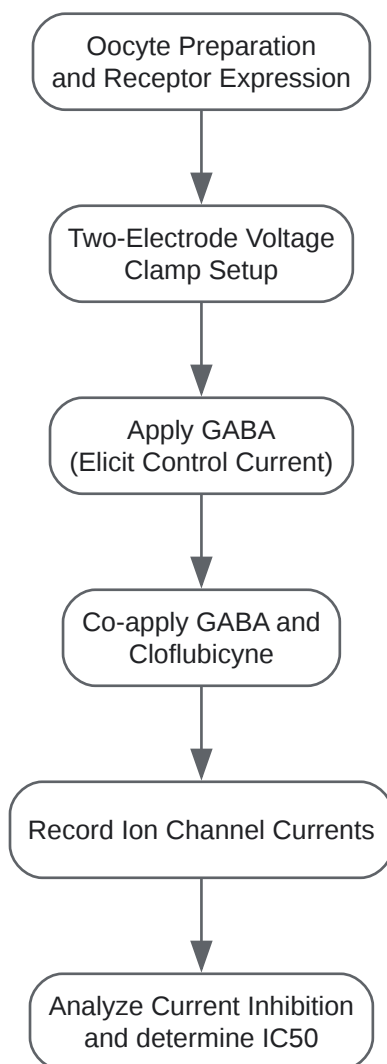 Oocyte Preparation
and Receptor Expression
Two-Electrode Voltage
Clamp Setup
Apply GABA
(Elicit Control Current)
Co-apply GABA and
Cloflubicyne
Record Ion Channel Currents
Analyze Current Inhibition
and determine IC50